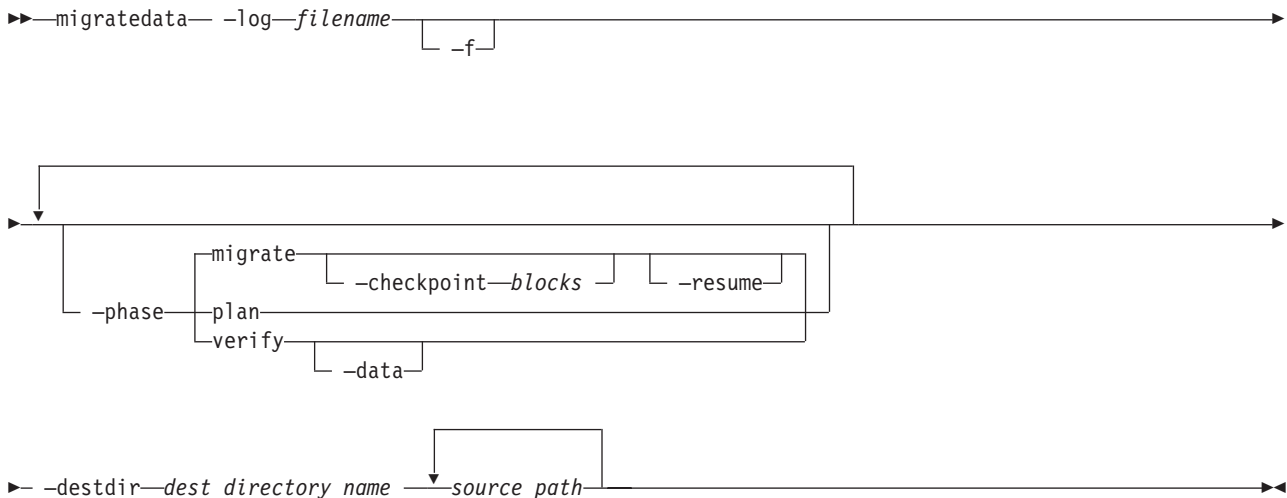 migratedata –log filename
–f
migrate
–checkpoint blocks
–resume
–phase plan
verify
–data
–destdir dest directory name source path